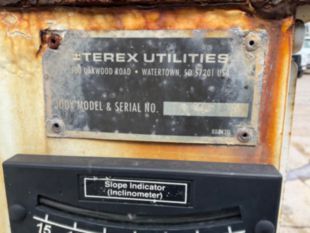 TEREX UTILITIES
500 OAKWOOD ROAD • WATERTOWN, SD 57201 USA
BODY MODEL & SERIAL NO.
Slope Indicator
(Inclinometer)
15